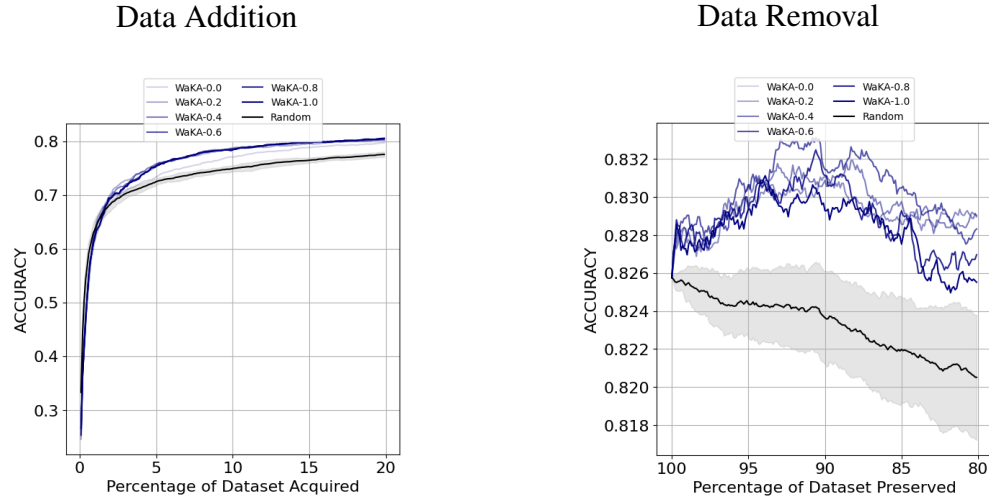 Data Addition
WaKA-0.0
WaKA-0.2
WaKA-0.4
WaKA-0.6
WaKA-0.8
WaKA-1.0
Random
ACCURACY
0.8
0.7
0.6
0.5
0.4
0.3
0 5 10 15 20
Percentage of Dataset Acquired
Data Removal
WaKA-0.0
WaKA-0.2
WaKA-0.4
WaKA-0.6
WaKA-0.8
WaKA-1.0
Random
ACCURACY
0.832
0.830
0.828
0.826
0.824
0.822
0.820
0.818
100 95 90 85 80
Percentage of Dataset Preserved